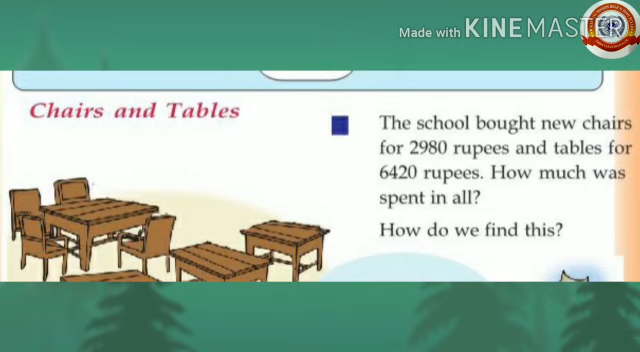 Made with KINEMASTER
Chairs and Tables
The school bought new chairs
for 2980 rupees and tables for
6420 rupees. How much was
spent in all?
How do we find this?